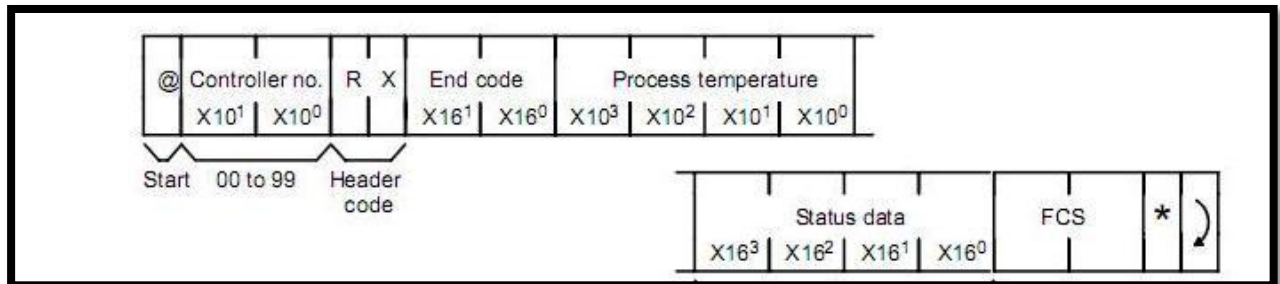 @ Controller no. R X End code Process temperature
X10¹ X10⁰ X16¹ X16⁰ X10³ X10² X10¹ X10⁰
Start 00 to 99 Header
code
Status data FCS *
X16³ X16² X16¹ X16⁰